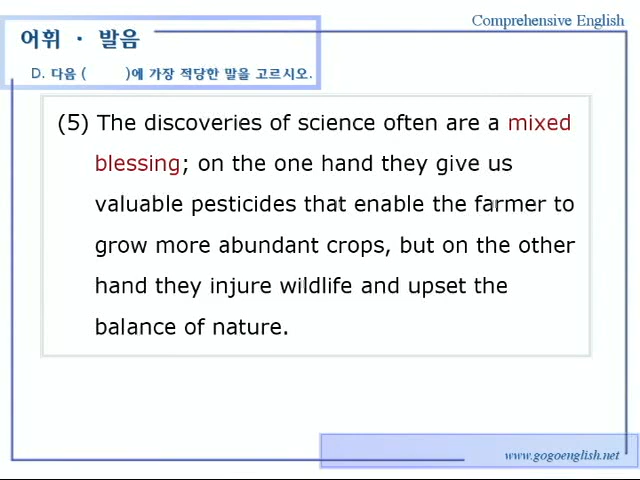 Comprehensive English
어휘 · 발음
D. 다음 (        )에 가장 적당한 말을 고르시오.
(5) The discoveries of science often are a mixed
blessing; on the one hand they give us
valuable pesticides that enable the farmer to
grow more abundant crops, but on the other
hand they injure wildlife and upset the
balance of nature.
www.gogoenglish.net